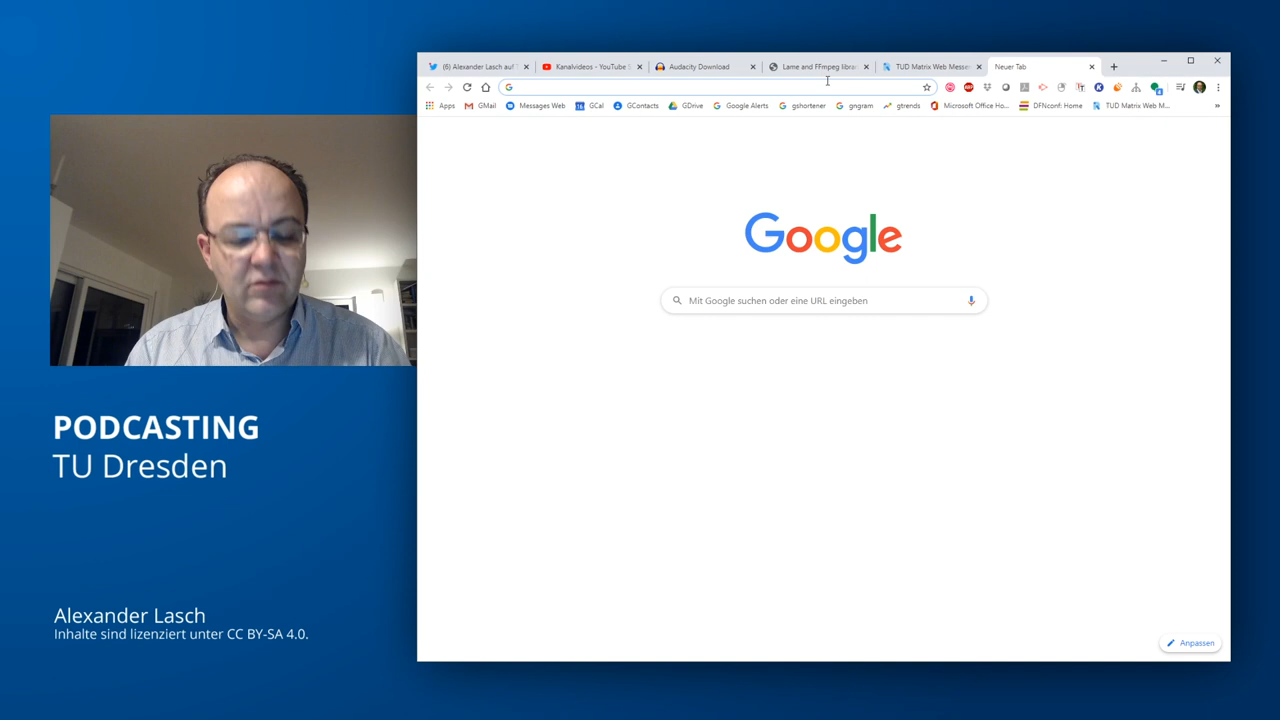 (6) Alexander Lasch auf T
Kanalvideos - YouTube S
Audacity Download
Lame and FFmpeg libra
TUD Matrix Web Messe
Neuer Tab
Apps
GMail
Messages Web
GCal
GContacts
GDrive
Google Alerts
gshortener
gngram
gtrends
Microsoft Office Ho...
DFNconf: Home
TUD Matrix Web M...
»
Google
Mit Google suchen oder eine URL eingeben
Anpassen
PODCASTING
TU Dresden
Alexander Lasch
Inhalte sind lizenziert unter CC BY-SA 4.0.